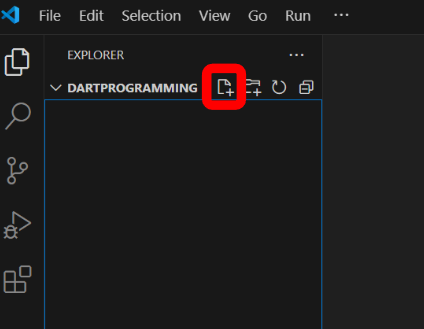 File Edit Selection View Go Run ...
EXPLORER ...
DARTPROGRAMMING